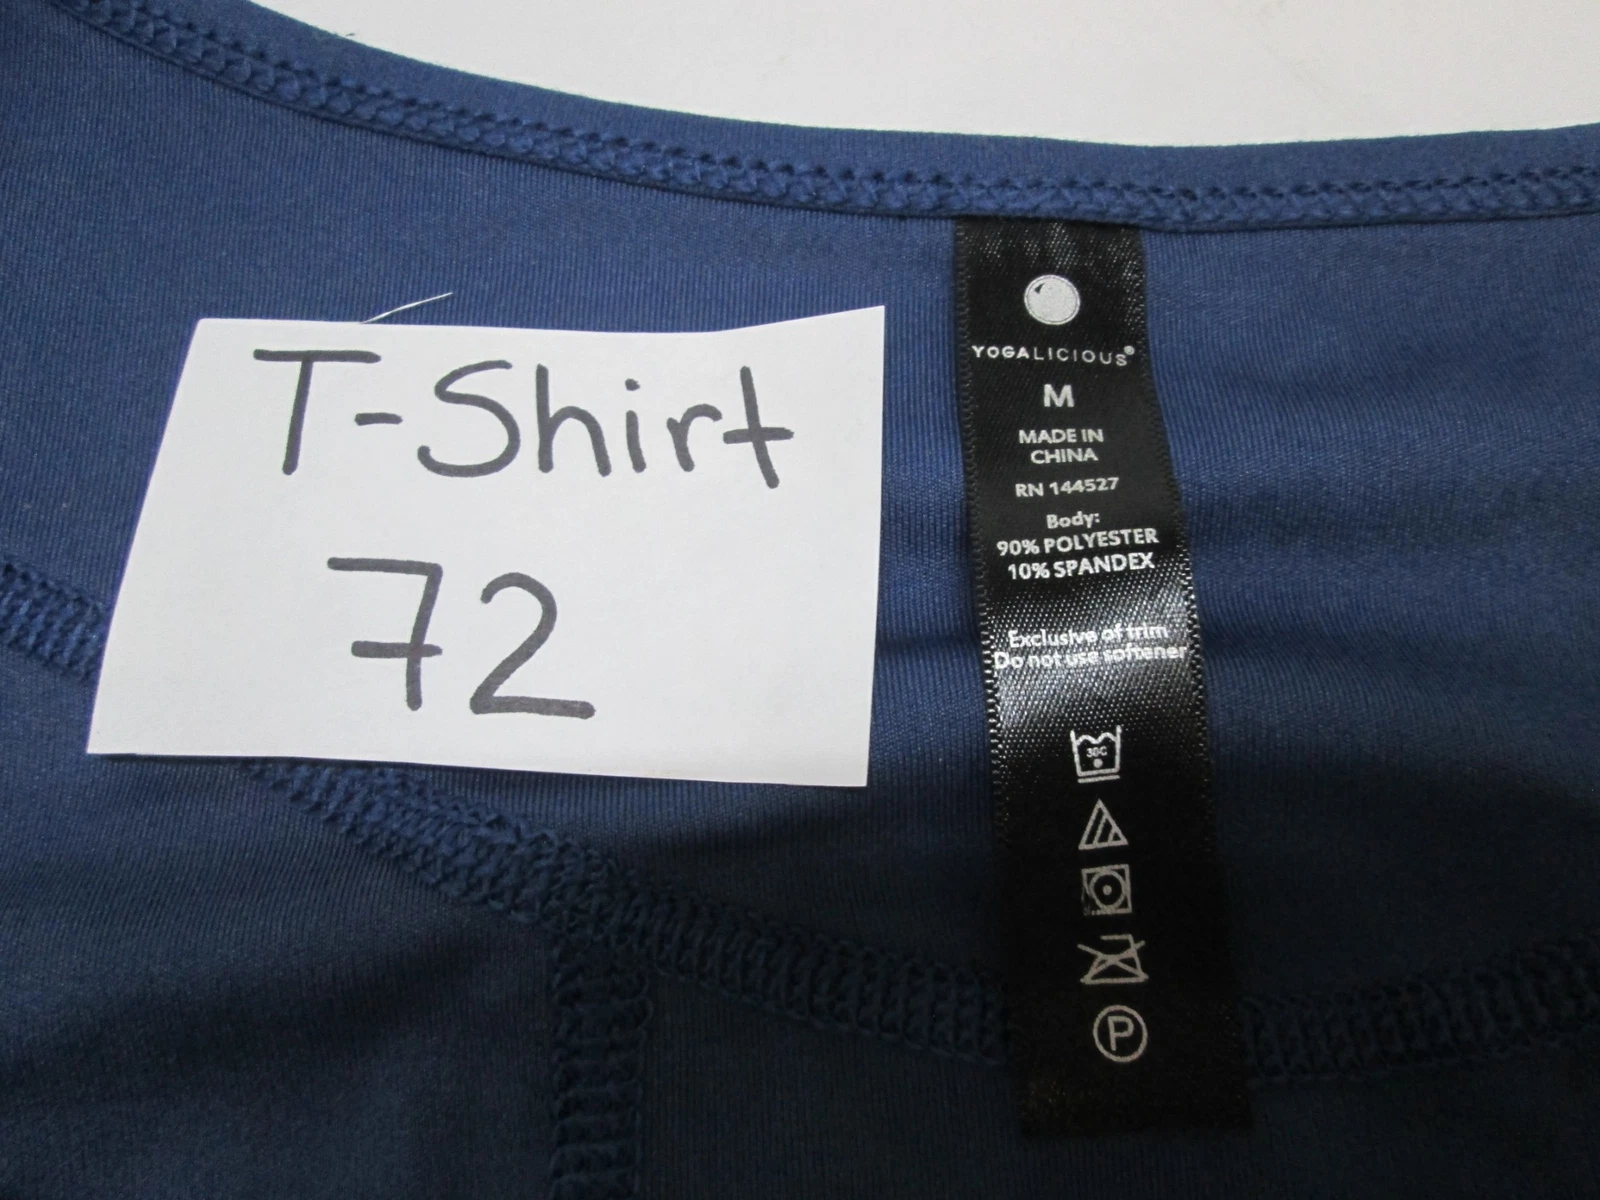 T-Shirt
72
YOGALICIOUS®
M
MADE IN
CHINA
RN 144527
Body:
90% POLYESTER
10% SPANDEX
Exclusive of trim
Do not use softener
30C
P